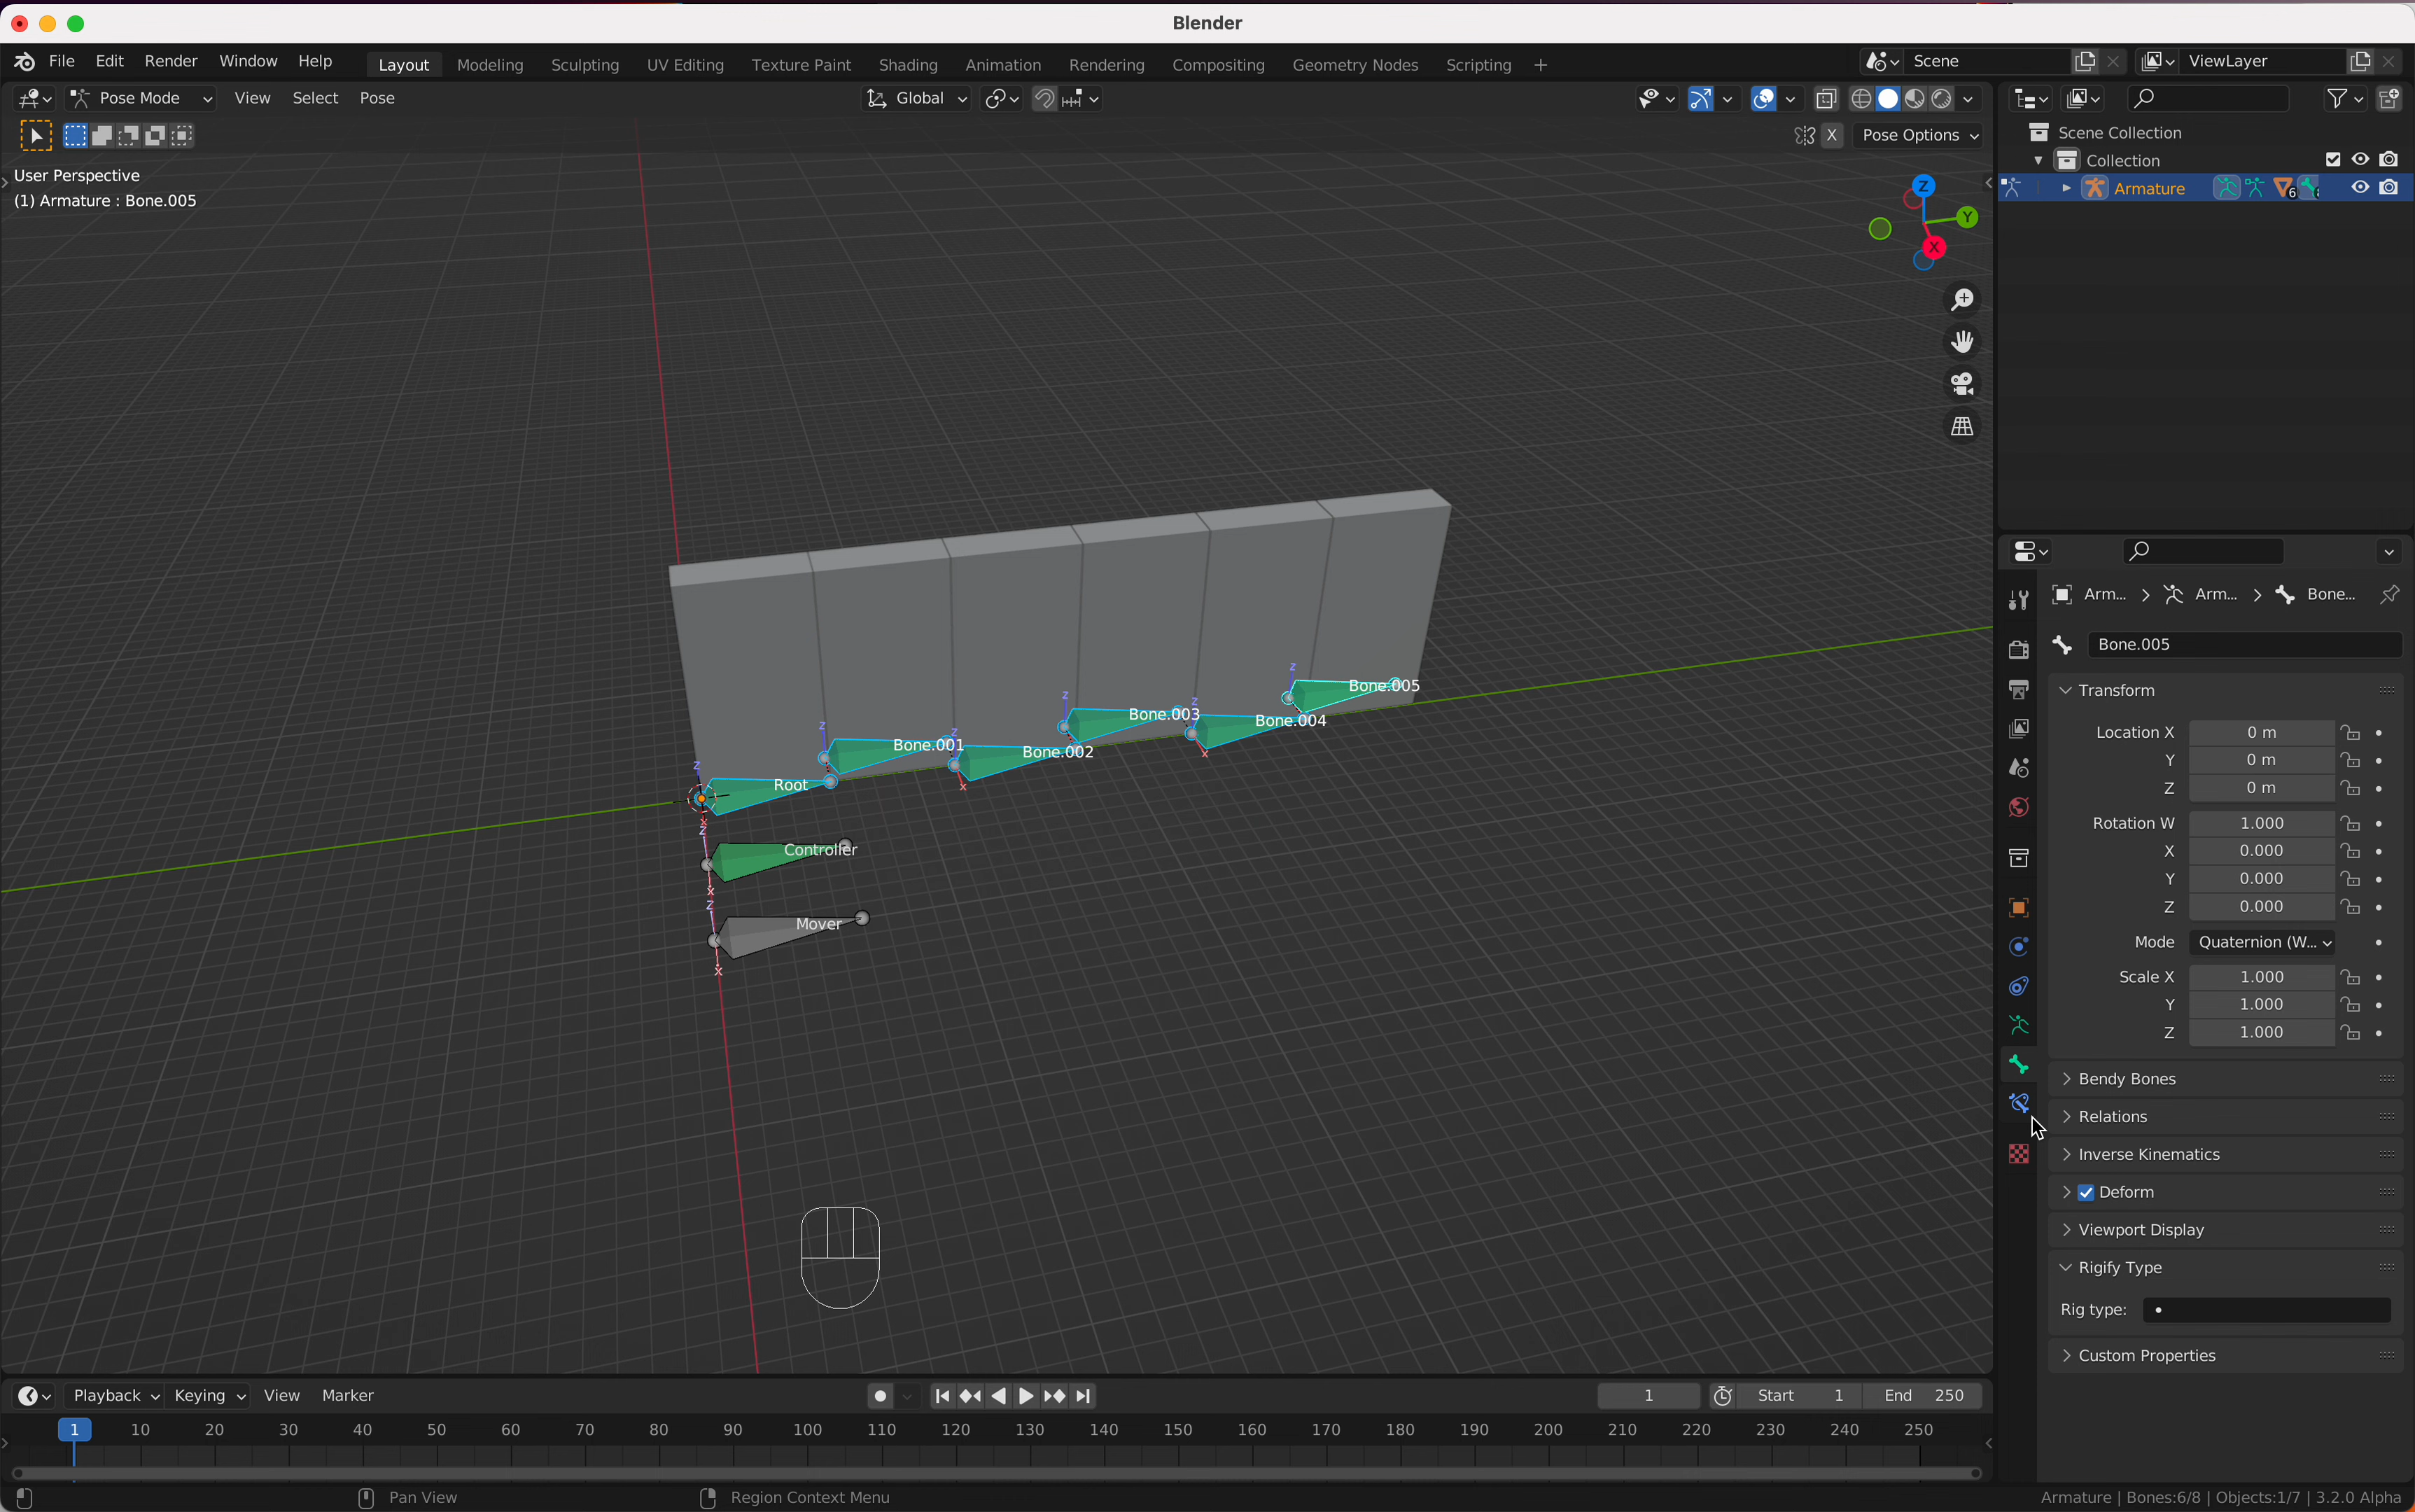 Blender
File Edit Render Window Help Layout Modeling Sculpting UV Editing Texture Paint Shading Animation Rendering Compositing Geometry Nodes Scripting + Scene ViewLayer
Pose Mode View Select Pose Global
X Pose Options
User Perspective
(1) Armature : Bone.005
Z
Y
X
Scene Collection
Collection
Armature 6
Arm... > Arm... > Bone...
Bone.005
Transform
Location X 0 m
Y 0 m
Z 0 m
Rotation W 1.000
X 0.000
Y 0.000
Z 0.000
Mode Quaternion (W...
Scale X 1.000
Y 1.000
Z 1.000
Bendy Bones
Relations
Inverse Kinematics
Deform
Viewport Display
Rigify Type
Rig type:
Custom Properties
Bone.005
Bone.003
Bone.004
Bone.001
Bone.002
Root
Controller
Mover
Playback Keying View Marker 1 Start 1 End 250
1 10 20 30 40 50 60 70 80 90 100 110 120 130 140 150 160 170 180 190 200 210 220 230 240 250
Pan View Region Context Menu Armature | Bones:6/8 | Objects:1/7 | 3.2.0 Alpha